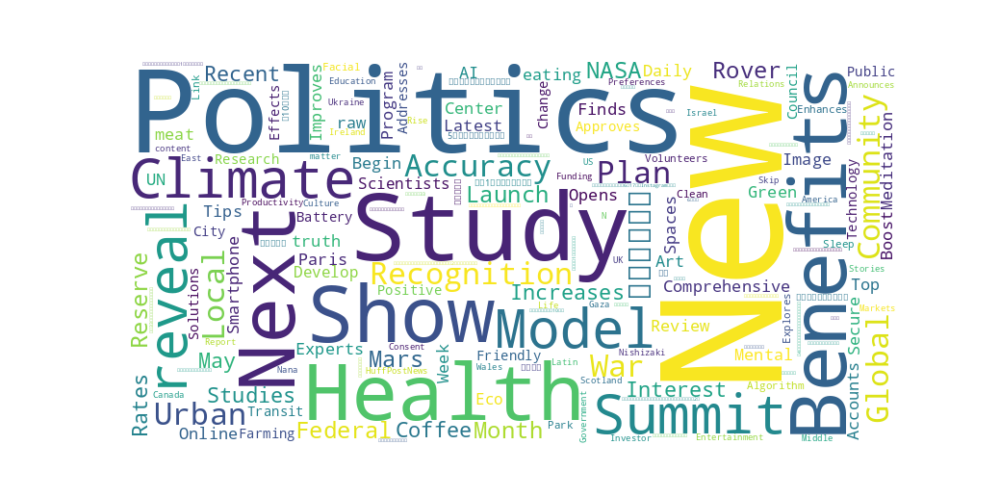 Politics
New
Study
Health
Show
Next
Benefits
Climate
Model
Summit
reveal
Accuracy
Recognition
Plan
Launch
War
Urban
Local
Global
Community
Recent
NASA
Daily
Rover
Public
Announces
Enhances
Council
Relations
Preferences
Israel
AI
eating
Center
Latest
Change
Finds
Approves
Facial
Education
Ukraine
Ireland
Rise
Improves
Effects
Link
raw
Program
Addresses
meat
content
East
matter
Research
UN
Begin
Scientists
Productivity
Culture
Battery
Tips
City
truth
Paris
Develop
Positive
Increases
Opens
Funding
US
Volunteers
Clean
Skip
America
Image
Green
Spaces
Art
UK
N
Technology
BoostMeditation
Sleep
Stories
Markets
Top
Secure
Accounts
Explores
Comprehensive
Review
Mental
Algorithm
Nishizaki
Gaza
Life
Latin
Scotland
Interest
Investor
Entertainment
Middle
Government
Park
Month
Coffee
Federal
Eco
Friendly
Wales
Week
Mars
Consent
HuffPostNews
Experts
Nana
Studies
Transit
Online
Farming
Rates
Canada
Report
May
Reserve
Solutions
Smartphone